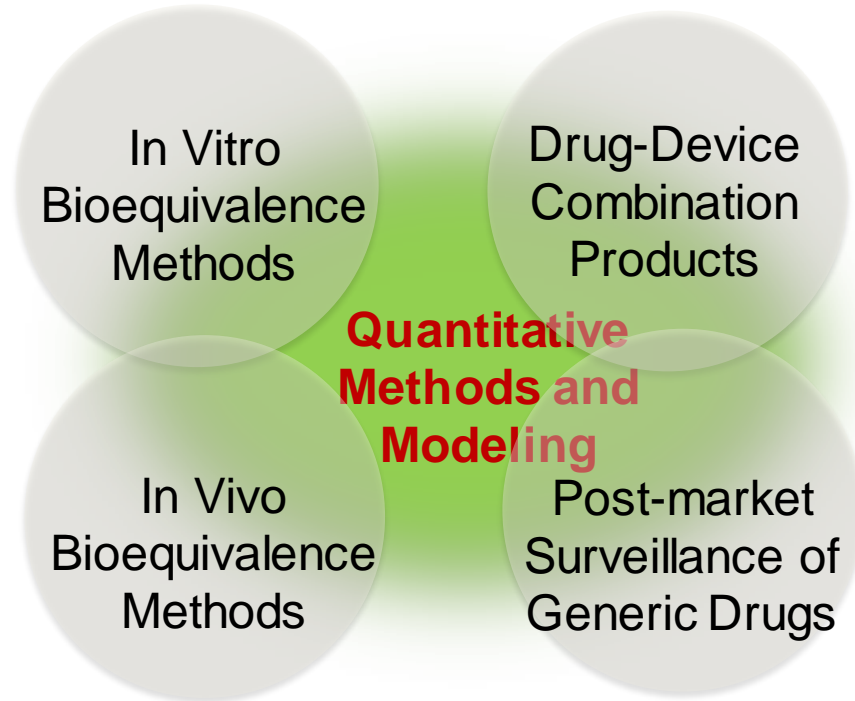 In Vitro
Bioequivalence
Methods
Drug-Device
Combination
Products
Quantitative
Methods and
Modeling
In Vivo
Bioequivalence
Methods
Post-market
Surveillance of
Generic Drugs